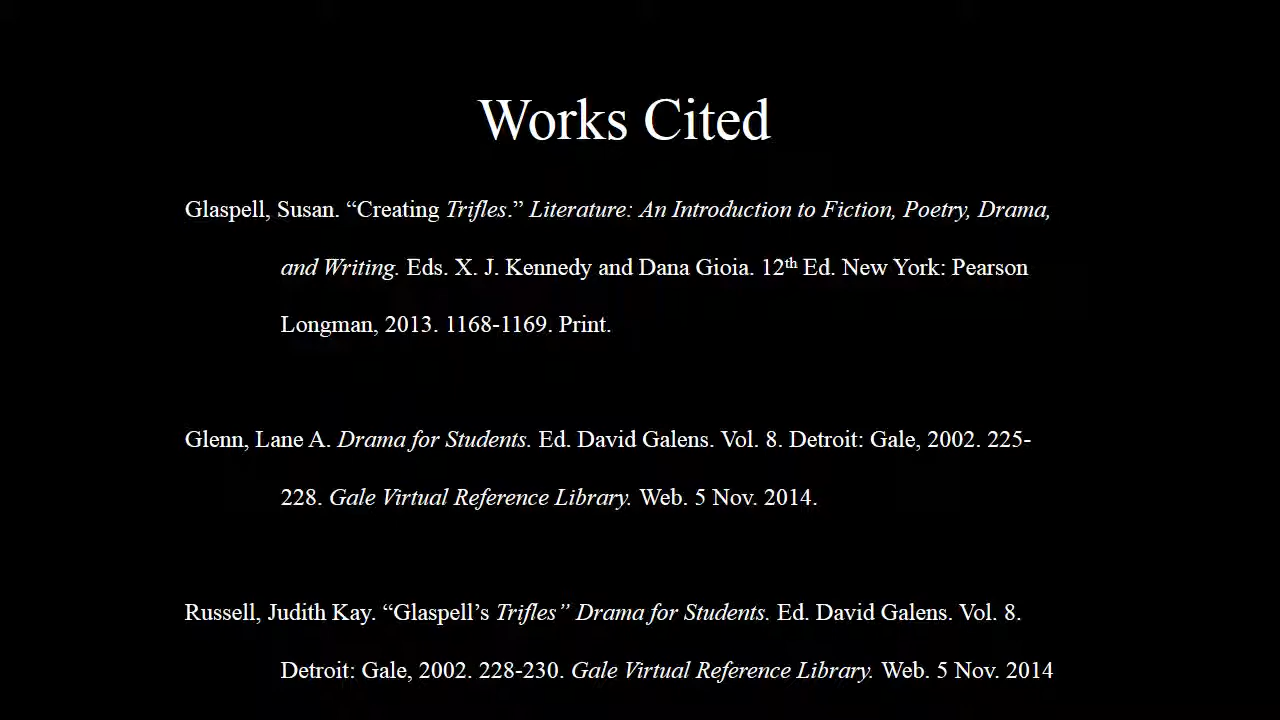 Works Cited
Glaspell, Susan. “Creating Trifles.” Literature: An Introduction to Fiction, Poetry, Drama,
and Writing. Eds. X. J. Kennedy and Dana Gioia. 12th Ed. New York: Pearson
Longman, 2013. 1168-1169. Print.
Glenn, Lane A. Drama for Students. Ed. David Galens. Vol. 8. Detroit: Gale, 2002. 225-
228. Gale Virtual Reference Library. Web. 5 Nov. 2014.
Russell, Judith Kay. “Glaspell’s Trifles” Drama for Students. Ed. David Galens. Vol. 8.
Detroit: Gale, 2002. 228-230. Gale Virtual Reference Library. Web. 5 Nov. 2014